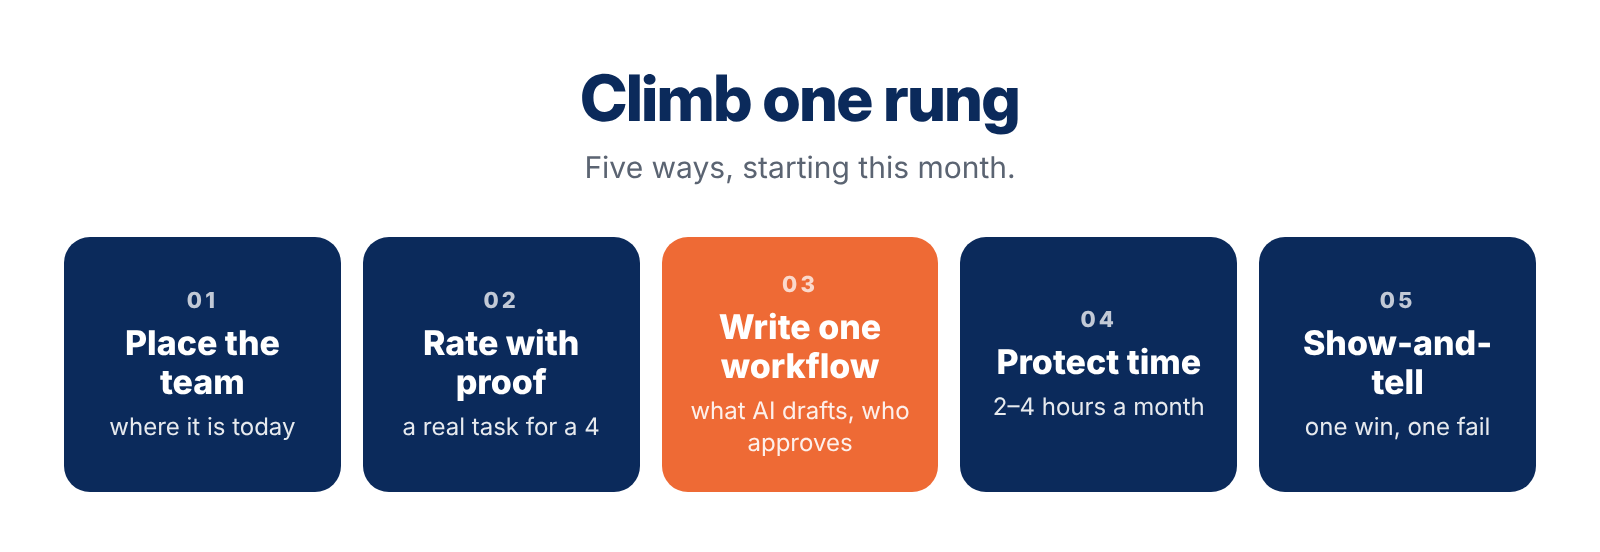 Climb one rung
Five ways, starting this month.
01
Place the
team
where it is today
02
Rate with
proof
a real task for a 4
03
Write one
workflow
what AI drafts, who
approves
04
Protect time
2–4 hours a month
05
Show-and-
tell
one win, one fail